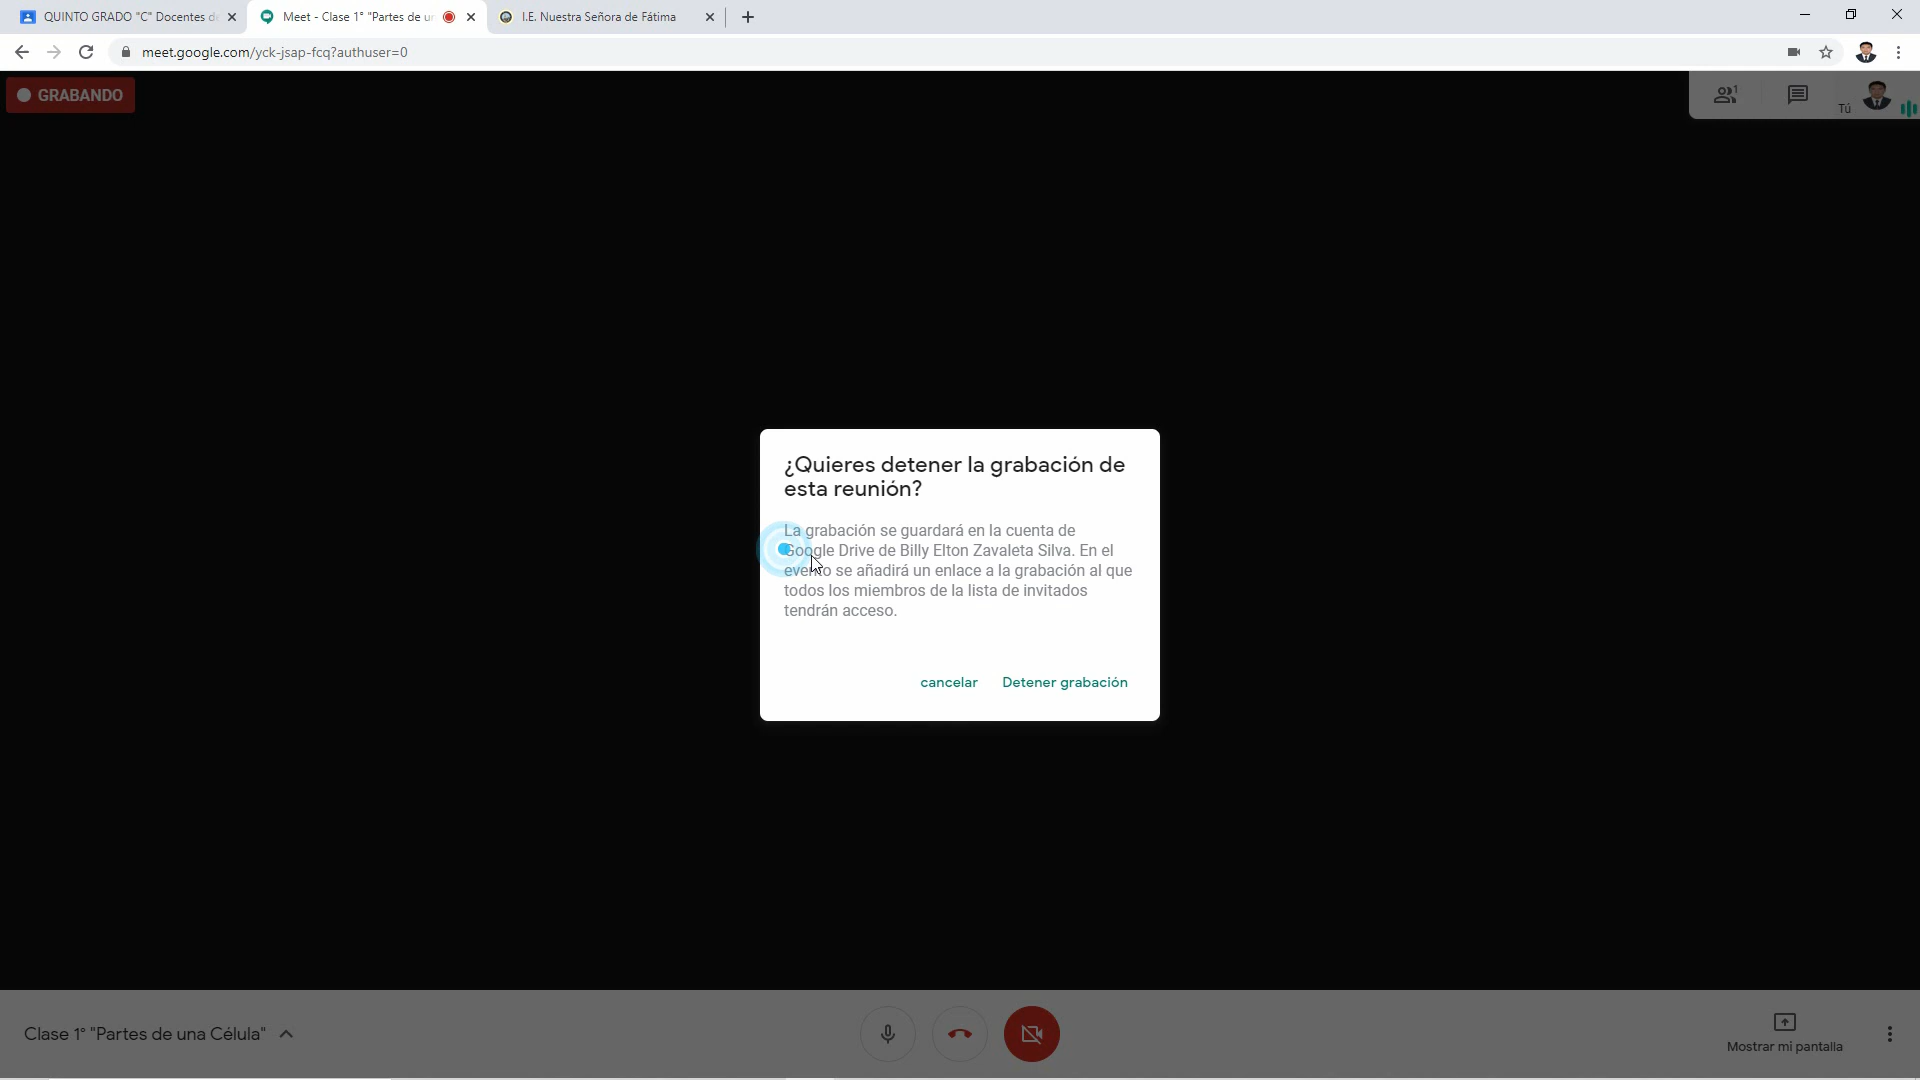 QUINTO GRADO "C" Docentes de
Meet - Clase 1° "Partes de un
I.E. Nuestra Señora de Fátima
meet.google.com/yck-jsap-fcq?authuser=0
GRABANDO
1
Tú
¿Quieres detener la grabación de
esta reunión?
La grabación se guardará en la cuenta de
Google Drive de Billy Elton Zavaleta Silva. En el
evento se añadirá un enlace a la grabación al que
todos los miembros de la lista de invitados
tendrán acceso.
cancelar
Detener grabación
Clase 1° "Partes de una Célula"
Mostrar mi pantalla